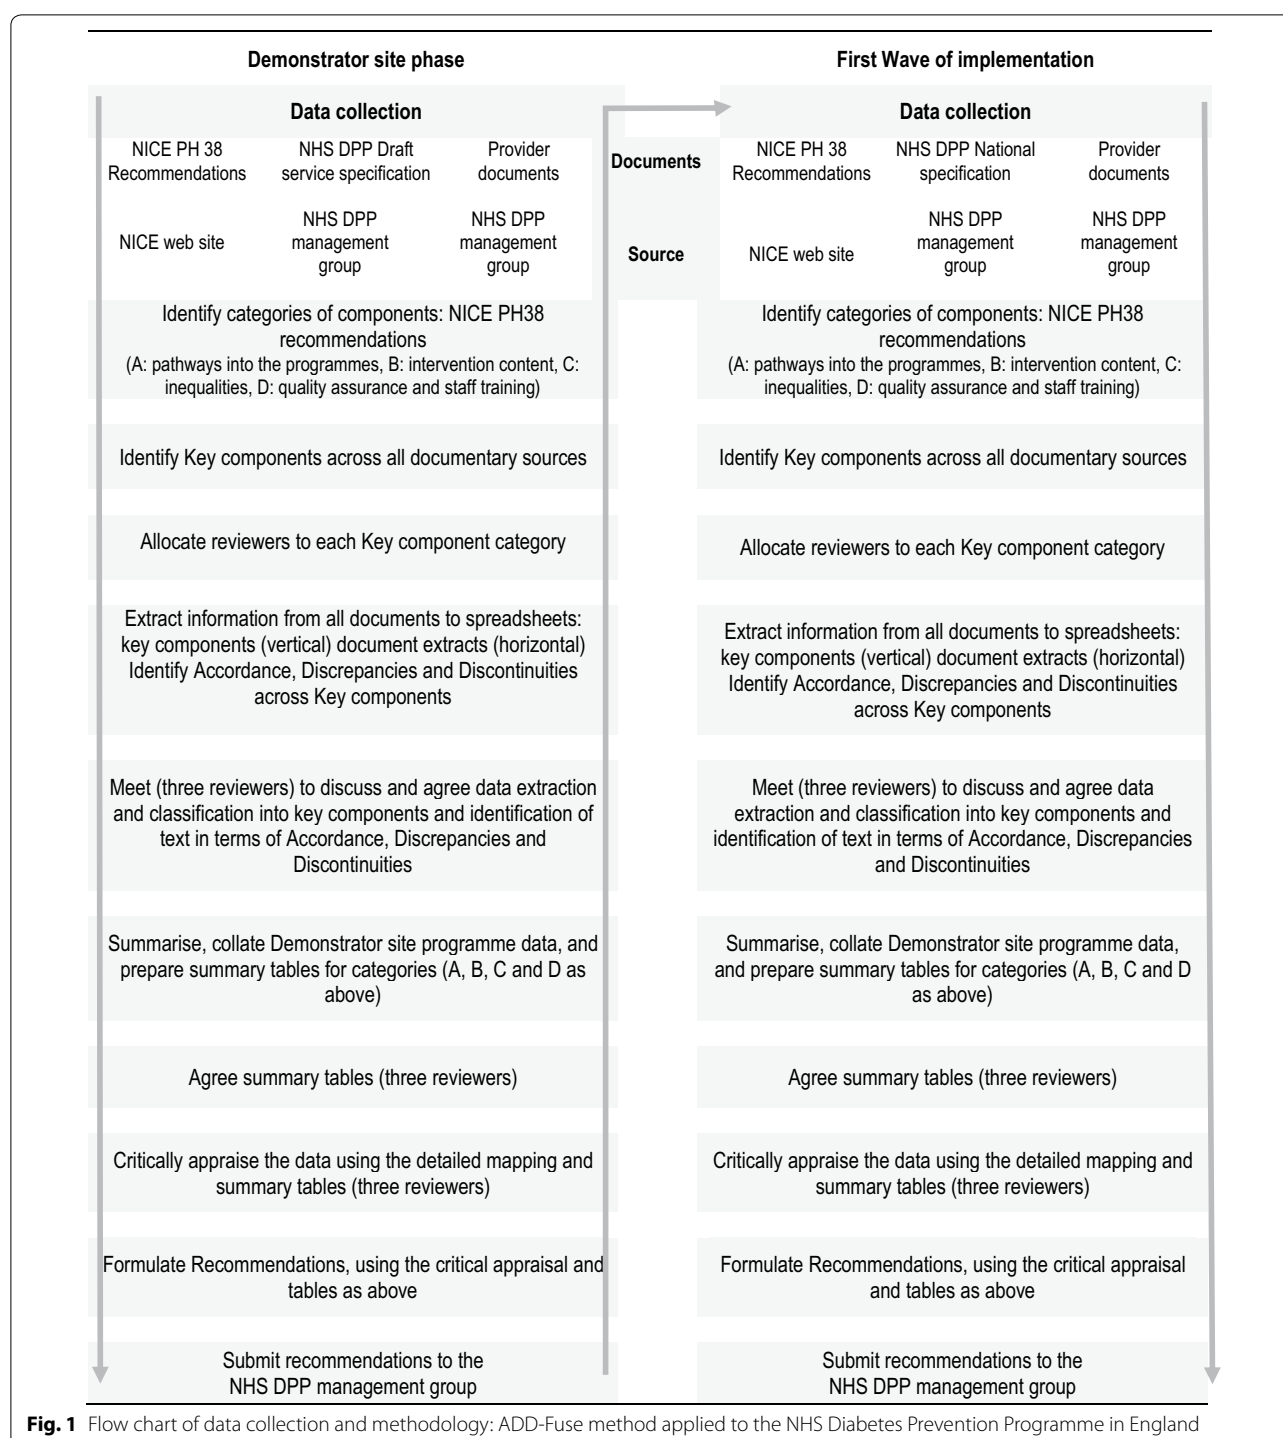 Demonstrator site phase
First Wave of implementation
Data collection
Data collection
NICE PH 38
Recommendations
NHS DPP Draft
service specification
Provider
documents
Documents
NICE PH 38
Recommendations
NHS DPP National
specification
Provider
documents
NICE web site
NHS DPP
management
group
NHS DPP
management
group
Source
NICE web site
NHS DPP
management
group
NHS DPP
management
group
Identify categories of components: NICE PH38
recommendations
(A: pathways into the programmes, B: intervention content, C:
inequalities, D: quality assurance and staff training)
Identify categories of components: NICE PH38
recommendations
(A: pathways into the programmes, B: intervention content, C:
inequalities, D: quality assurance and staff training)
Identify Key components across all documentary sources
Identify Key components across all documentary sources
Allocate reviewers to each Key component category
Allocate reviewers to each Key component category
Extract information from all documents to spreadsheets:
key components (vertical) document extracts (horizontal)
Identify Accordance, Discrepancies and Discontinuities
across Key components
Extract information from all documents to spreadsheets:
key components (vertical) document extracts (horizontal)
Identify Accordance, Discrepancies and Discontinuities
across Key components
Meet (three reviewers) to discuss and agree data extraction
and classification into key components and identification of
text in terms of Accordance, Discrepancies and
Discontinuities
Meet (three reviewers) to discuss and agree data
extraction and classification into key components and
identification of text in terms of Accordance, Discrepancies
and Discontinuities
Summarise, collate Demonstrator site programme data, and
prepare summary tables for categories (A, B, C and D as
above)
Summarise, collate Demonstrator site programme data,
and prepare summary tables for categories (A, B, C and D
as above)
Agree summary tables (three reviewers)
Agree summary tables (three reviewers)
Critically appraise the data using the detailed mapping and
summary tables (three reviewers)
Critically appraise the data using the detailed mapping and
summary tables (three reviewers)
Formulate Recommendations, using the critical appraisal and
tables as above
Formulate Recommendations, using the critical appraisal
and tables as above
Submit recommendations to the
NHS DPP management group
Submit recommendations to the
NHS DPP management group
Fig. 1 Flow chart of data collection and methodology: ADD-Fuse method applied to the NHS Diabetes Prevention Programme in England